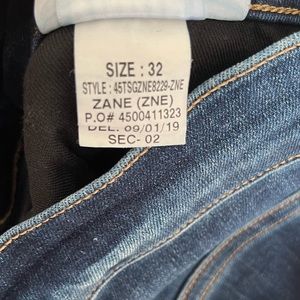 SIZE : 32
STYLE : 45TSGZNE8229-ZNE
ZANE (ZNE)
P.O# 4500411323
DEL: 09/01/19
SEC- 02